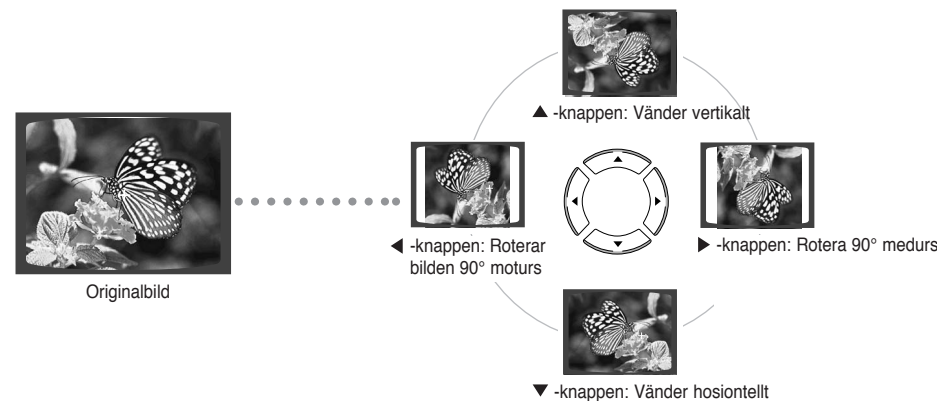 ▲ -knappen: Vänder vertikalt
◀ -knappen: Roterar
bilden 90° moturs
▶ -knappen: Rotera 90° medurs
Originalbild
▼ -knappen: Vänder hosiontellt